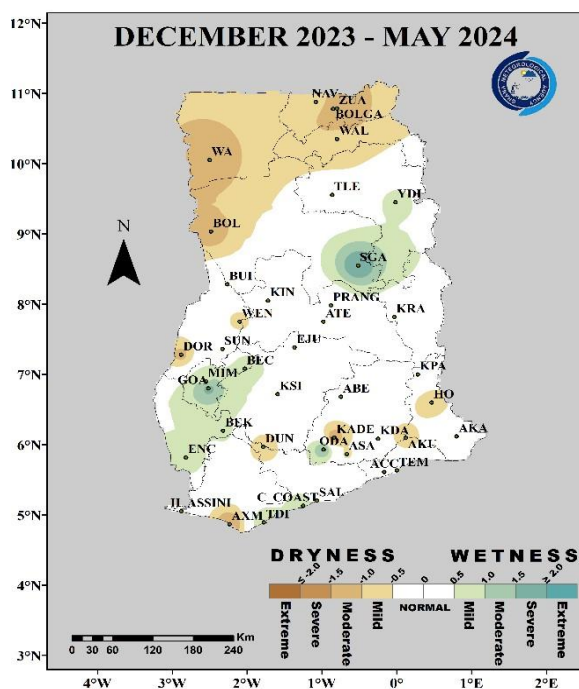 DECEMBER 2023 - MAY 2024
12°N
11°N
10°N
9°N
8°N
7°N
6°N
5°N
4°N
3°N
NAV
ZUA
BOLGA
WAL
WA
TLE
YDI
BOL
SGA
N
BUI
KIN
PRANG
KRA
WEN
ATE
DOR
SUN
EJU
BEC
GOA
MIM
KPA
KSI
ABE
HO
BEK
KADE
KDA
AKA
DUN
ODA
ASA
AKU
ENC
ACC
TEM
C_COAST
SAL
AXM
TDI
DRYNESS
WETNESS
≤ -2.0
-1.5
-1.0
-0.5
0
0.5
1.0
1.5
≥ 2.0
NORMAL
Extreme
Severe
Moderate
Mild
Mild
Moderate
Severe
Extreme
Km
0 30 60 120 180 240
4°W
3°W
2°W
1°W
0°
1°E
2°E